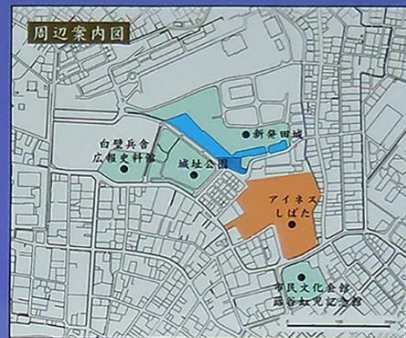 周辺案内図
新発田城
白壁兵舎
広報史料館
城址公園
アイネス
しばた
市民文化会館
蕗谷虹児記念館